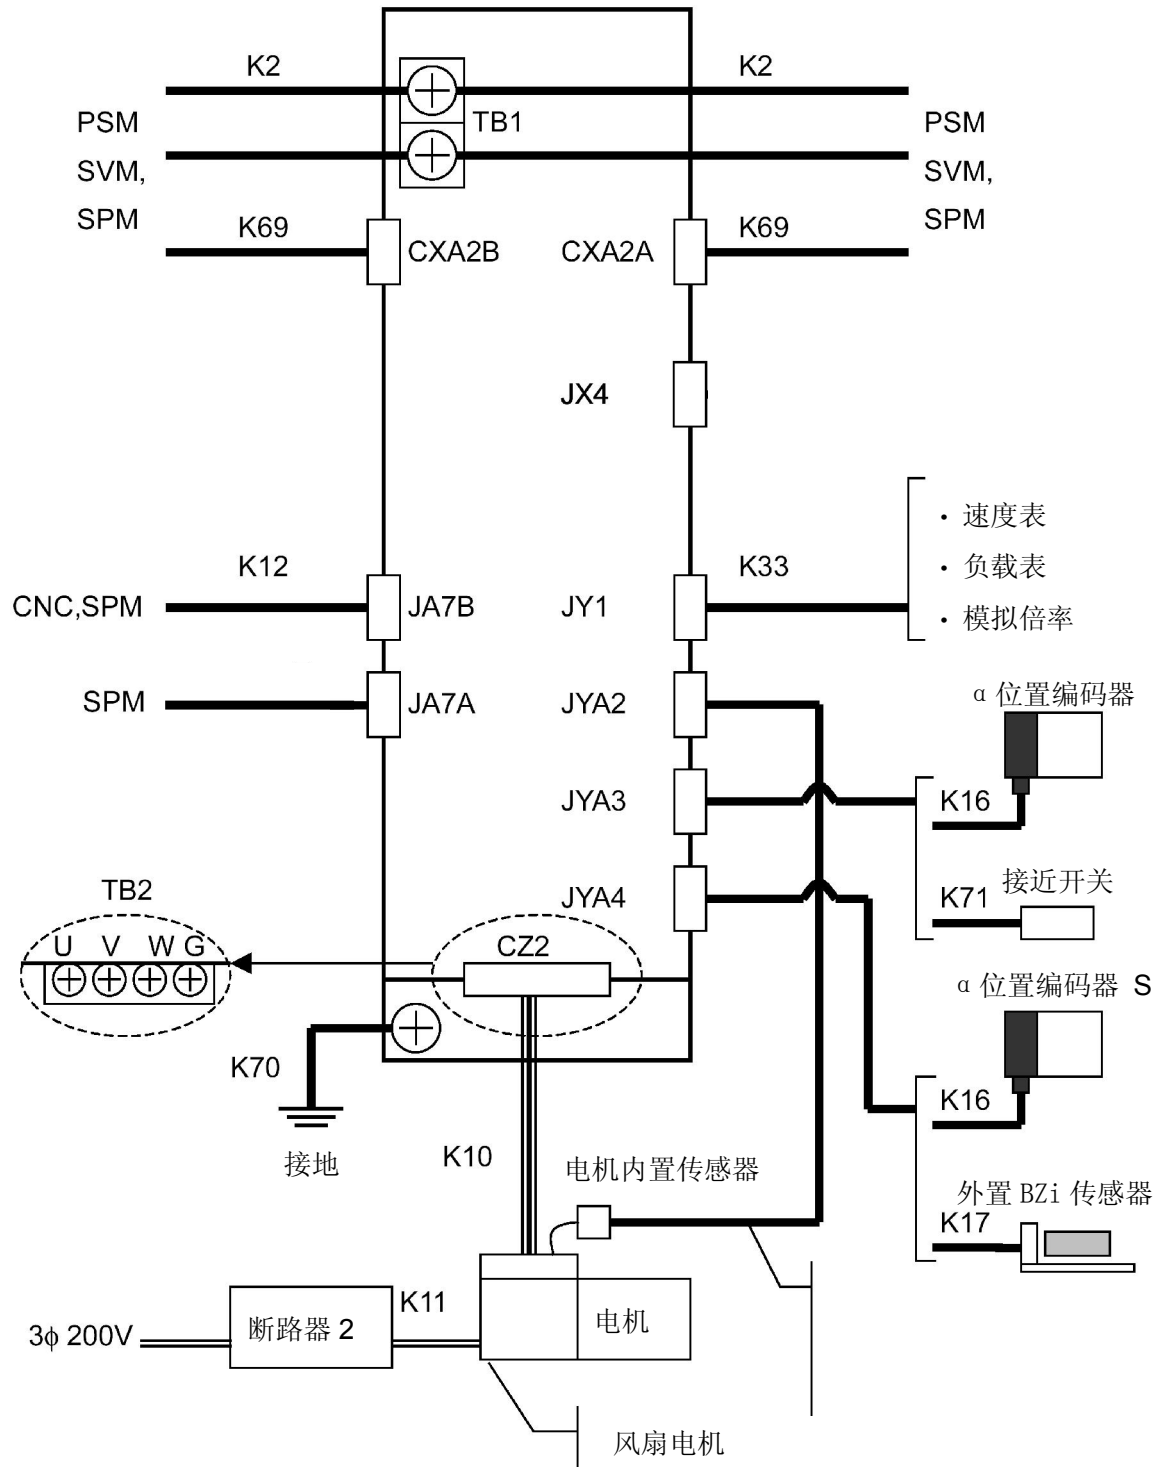 K2
K2
PSM
SVM,
SPM
TB1
PSM
SVM,
SPM
K69
CXA2B
CXA2A
K69
JX4
· 速度表
· 负载表
· 模拟倍率
K12
K33
CNC,SPM
JA7B
JY1
SPM
JA7A
JYA2
α位置编码器
JYA3
K16
接近开关
K71
JYA4
TB2
U V W G
CZ2
α位置编码器 S
K70
接地
K16
K10
电机内置传感器
外置 BZi 传感器
K17
K11
3ϕ 200V
断路器 2
电机
风扇电机